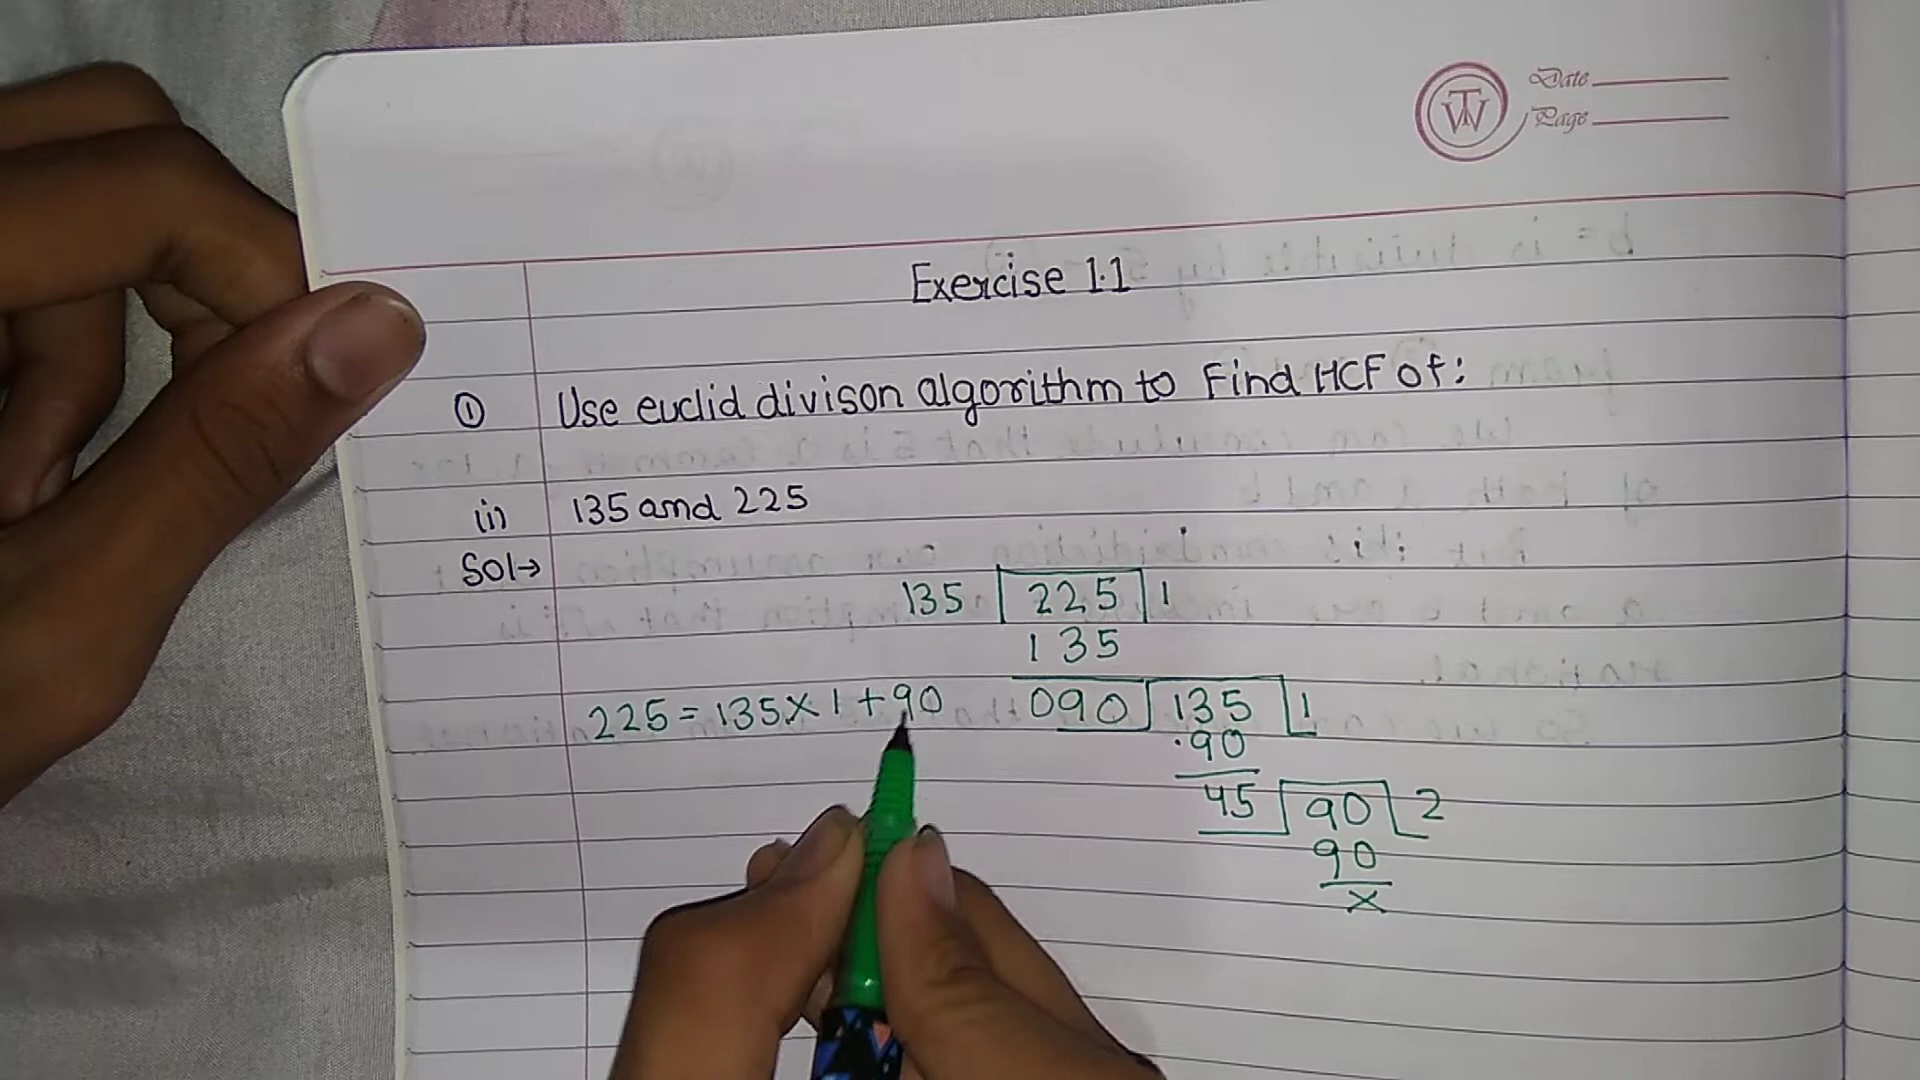 Date
Page
Exercise 1.1
① Use euclid divison algorithm to Find HCF of:
(i) 135 and 225
Sol→
135 225 1
135
225 = 135 × 1 + 90 090 135 1
90
45 90 2
90
×